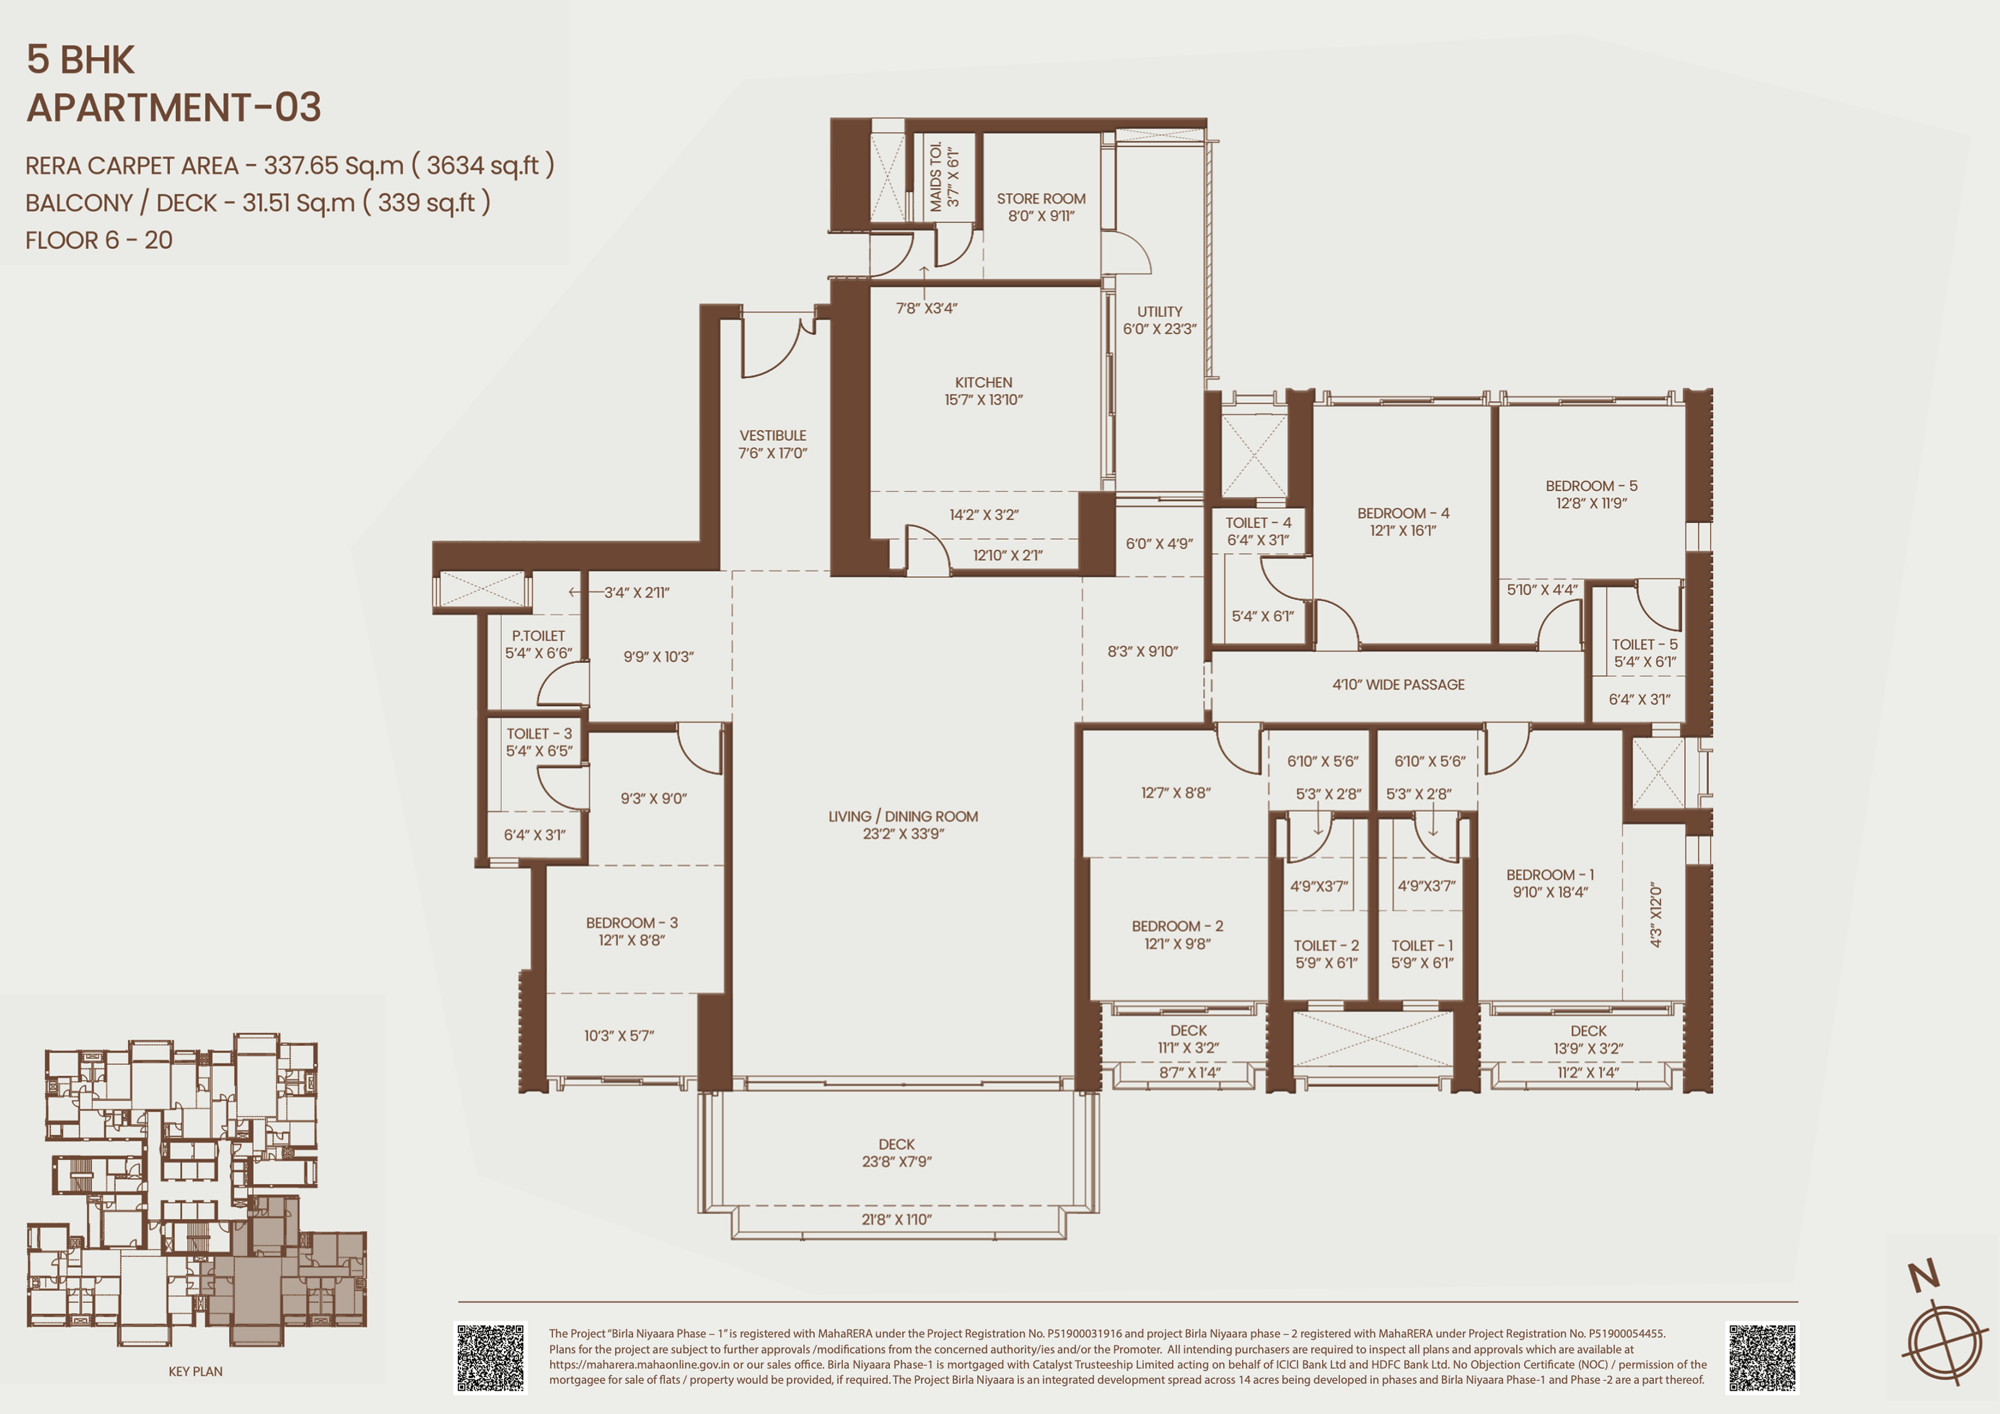 5 BHK
APARTMENT-03
RERA CARPET AREA - 337.65 Sq.m ( 3634 sq.ft )
BALCONY / DECK - 31.51 Sq.m ( 339 sq.ft )
FLOOR 6 - 20
MAIDS TOI.
3'7" X 6'1"
STORE ROOM
8'0" X 9'11"
7'8" X3'4"
UTILITY
6'0" X 23'3"
KITCHEN
15'7" X 13'10"
VESTIBULE
7'6" X 17'0"
14'2" X 3'2"
12'10" X 2'1"
6'0" X 4'9"
TOILET - 4
6'4" X 3'1"
5'4" X 6'1"
BEDROOM - 4
12'1" X 16'1"
BEDROOM - 5
12'8" X 11'9"
5'10" X 4'4"
TOILET - 5
5'4" X 6'1"
6'4" X 3'1"
3'4" X 2'11"
P.TOILET
5'4" X 6'6"
9'9" X 10'3"
8'3" X 9'10"
4'10" WIDE PASSAGE
TOILET - 3
5'4" X 6'5"
6'4" X 3'1"
9'3" X 9'0"
LIVING / DINING ROOM
23'2" X 33'9"
12'7" X 8'8"
6'10" X 5'6"
5'3" X 2'8"
6'10" X 5'6"
5'3" X 2'8"
4'9"X3'7"
4'9"X3'7"
BEDROOM - 1
9'10" X 18'4"
4'3" X12'0"
BEDROOM - 3
12'1" X 8'8"
BEDROOM - 2
12'1" X 9'8"
TOILET - 2
5'9" X 6'1"
TOILET - 1
5'9" X 6'1"
10'3" X 5'7"
DECK
11'1" X 3'2"
8'7" X 1'4"
DECK
13'9" X 3'2"
11'2" X 1'4"
DECK
23'8" X7'9"
21'8" X 1'10"
KEY PLAN
N
The Project "Birla Niyaara Phase – 1" is registered with MahaRERA under the Project Registration No. P51900031916 and project Birla Niyaara phase – 2 registered with MahaRERA under Project Registration No. P51900054455.
Plans for the project are subject to further approvals /modifications from the concerned authority/ies and/or the Promoter. All intending purchasers are required to inspect all plans and approvals which are available at
https://maharera.mahaonline.gov.in or our sales office. Birla Niyaara Phase-1 is mortgaged with Catalyst Trusteeship Limited acting on behalf of ICICI Bank Ltd and HDFC Bank Ltd. No Objection Certificate (NOC) / permission of the
mortgagee for sale of flats / property would be provided, if required. The Project Birla Niyaara is an integrated development spread across 14 acres being developed in phases and Birla Niyaara Phase-1 and Phase -2 are a part thereof.